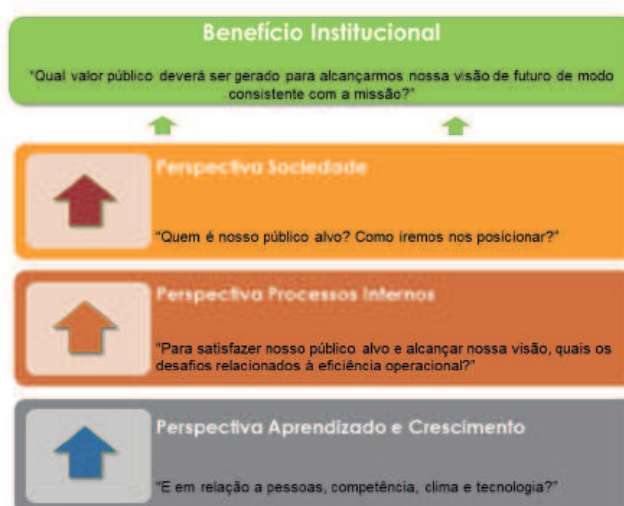 Benefício Institucional
"Qual valor público deverá ser gerado para alcançarmos nossa visão de futuro de modo
consistente com a missão?"
Perspectiva Sociedade
"Quem é nosso público alvo? Como iremos nos posicionar?"
Perspectiva Processos Internos
"Para satisfazer nosso público alvo e alcançar nossa visão, quais os
desafios relacionados à eficiência operacional?"
Perspectiva Aprendizado e Crescimento
"E em relação a pessoas, competência, clima e tecnologia?"